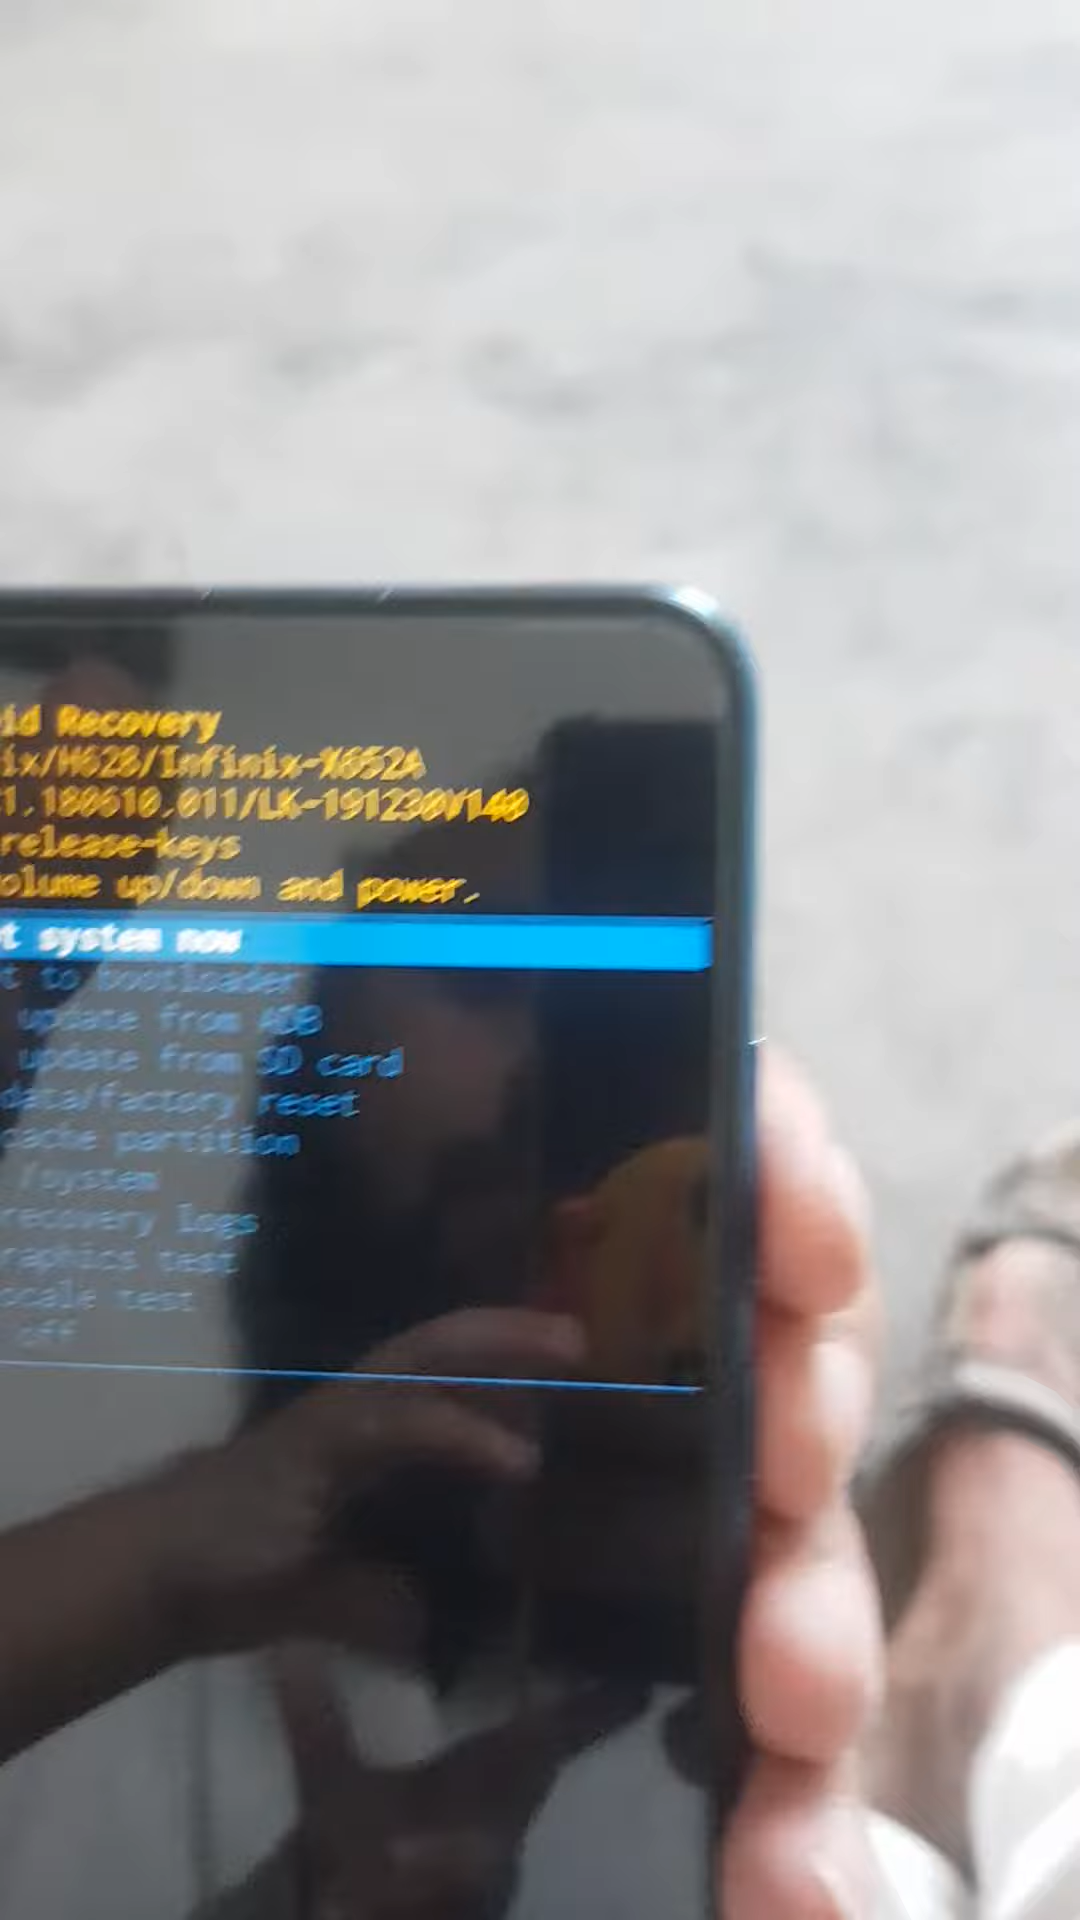 id Recovery
ix/H628/Infinix-X652A
1.180610.011/LK-191230V140
release-keys
olume up/down and power.
t system now
t to bootloader
update from ADB
update from SD card
data/factory reset
cache partition
/system
recovery logs
raphics test
ocale test
off